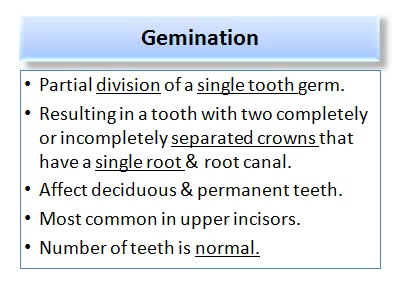 Gemination
• Partial division of a single tooth germ.
• Resulting in a tooth with two completely
or incompletely separated crowns that
have a single root & root canal.
• Affect deciduous & permanent teeth.
• Most common in upper incisors.
• Number of teeth is normal.